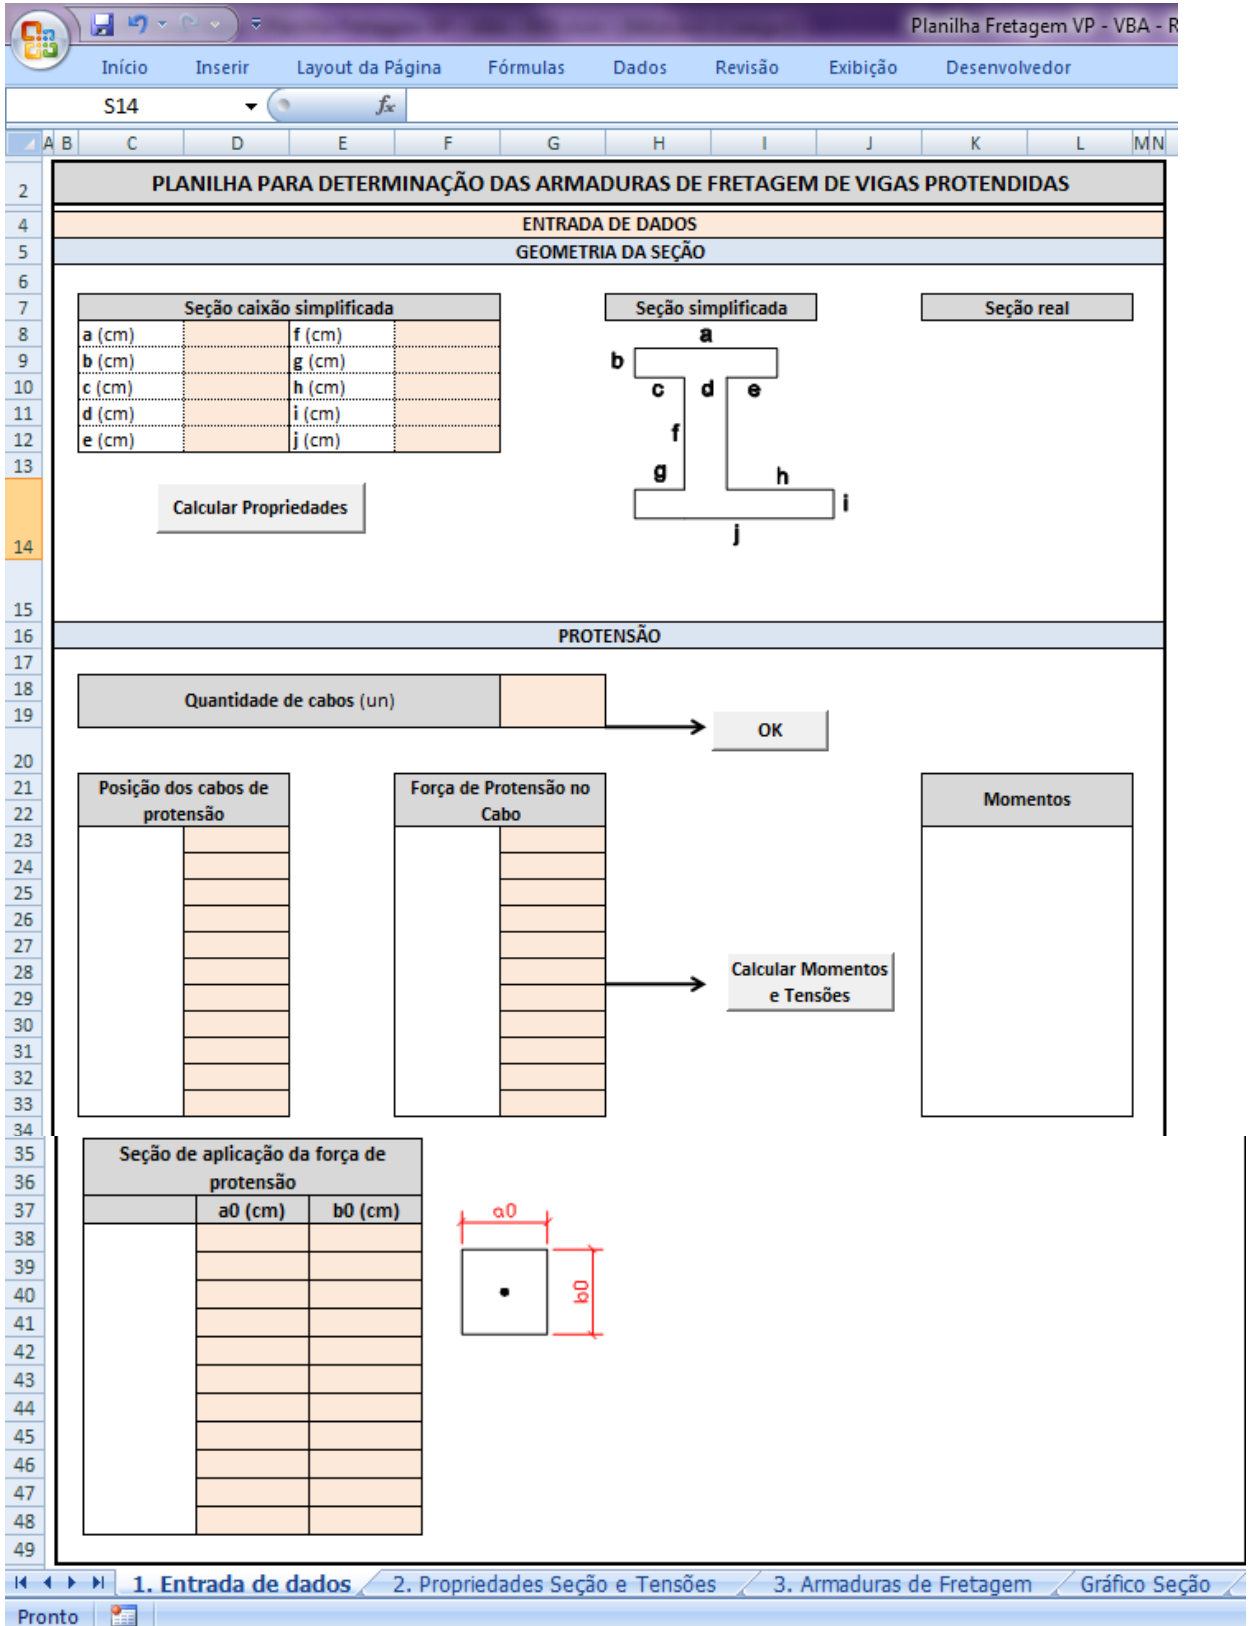 Planilha Fretagem VP - VBA - R
Início Inserir Layout da Página Fórmulas Dados Revisão Exibição Desenvolvedor
S14 fx
A B C D E F G H I J K L M N
2 PLANILHA PARA DETERMINAÇÃO DAS ARMADURAS DE FRETAGEM DE VIGAS PROTENDIDAS
4 ENTRADA DE DADOS
5 GEOMETRIA DA SEÇÃO
6
7 Seção caixão simplificada Seção simplificada Seção real
8 a (cm) f (cm) a
9 b (cm) g (cm) b
10 c (cm) h (cm) c d e
11 d (cm) i (cm)
12 e (cm) j (cm) f
13 g h
Calcular Propriedades i
14 j
15
16 PROTENSÃO
17
18 Quantidade de cabos (un)
19 OK
20
21 Posição dos cabos de Força de Protensão no Momentos
22 protensão Cabo
23
24
25
26
27
28 Calcular Momentos
29 e Tensões
30
31
32
33
34
35 Seção de aplicação da força de
36 protensão
37 a0 (cm) b0 (cm) a0
38
39
40 b0
41
42
43
44
45
46
47
48
49
1. Entrada de dados 2. Propriedades Seção e Tensões 3. Armaduras de Fretagem Gráfico Seção
Pronto